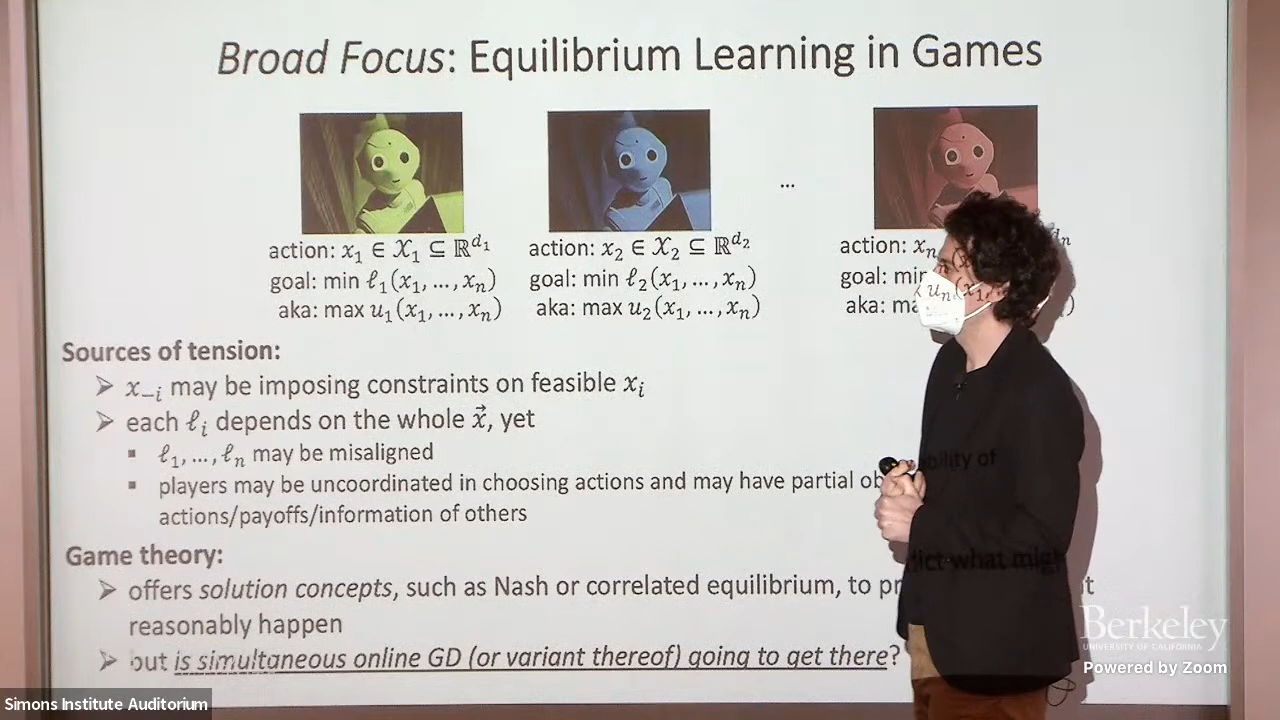 Broad Focus: Equilibrium Learning in Games
...
action: x₁ ∈ 𝒳₁ ⊆ ℝ^d₁
action: x₂ ∈ 𝒳₂ ⊆ ℝ^d₂
action: xₙ
goal: min ℓ₁(x₁, ..., xₙ)
goal: min ℓ₂(x₁, ..., xₙ)
goal: min
aka: max u₁(x₁, ..., xₙ)
aka: max u₂(x₁, ..., xₙ)
aka: uₙ(x₁,
Sources of tension:
➢ x₋ᵢ may be imposing constraints on feasible xᵢ
➢ each ℓᵢ depends on the whole x⃗, yet
▪ ℓ₁, ..., ℓₙ may be misaligned
▪ players may be uncoordinated in choosing actions and may have partial
actions/payoffs/information of others
Game theory:
➢ offers solution concepts, such as Nash or correlated equilibrium, to
reasonably happen
➢ but is simultaneous online GD (or variant thereof) going to get there?
Berkeley
UNIVERSITY OF CALIFORNIA
Powered by Zoom
Simons Institute Auditorium